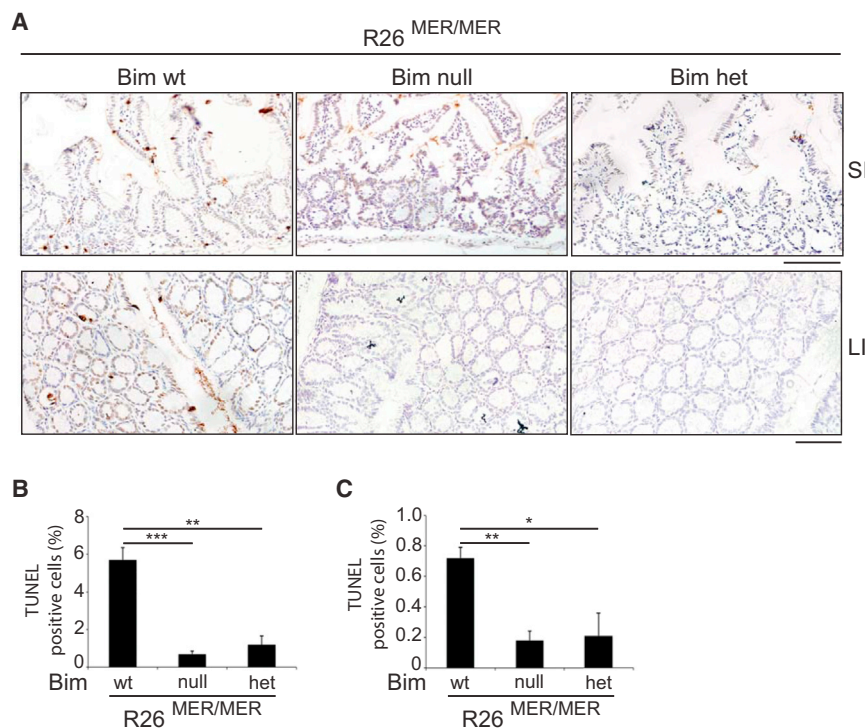 A
R26 MER/MER
Bim wt Bim null Bim het
SI
LI
B
TUNEL
positive cells (%)
8
6
4
2
0
**
***
Bim wt null het
R26 MER/MER
C
TUNEL
positive cells (%)
1.0
0.8
0.6
0.4
0.2
0
*
**
Bim wt null het
R26 MER/MER